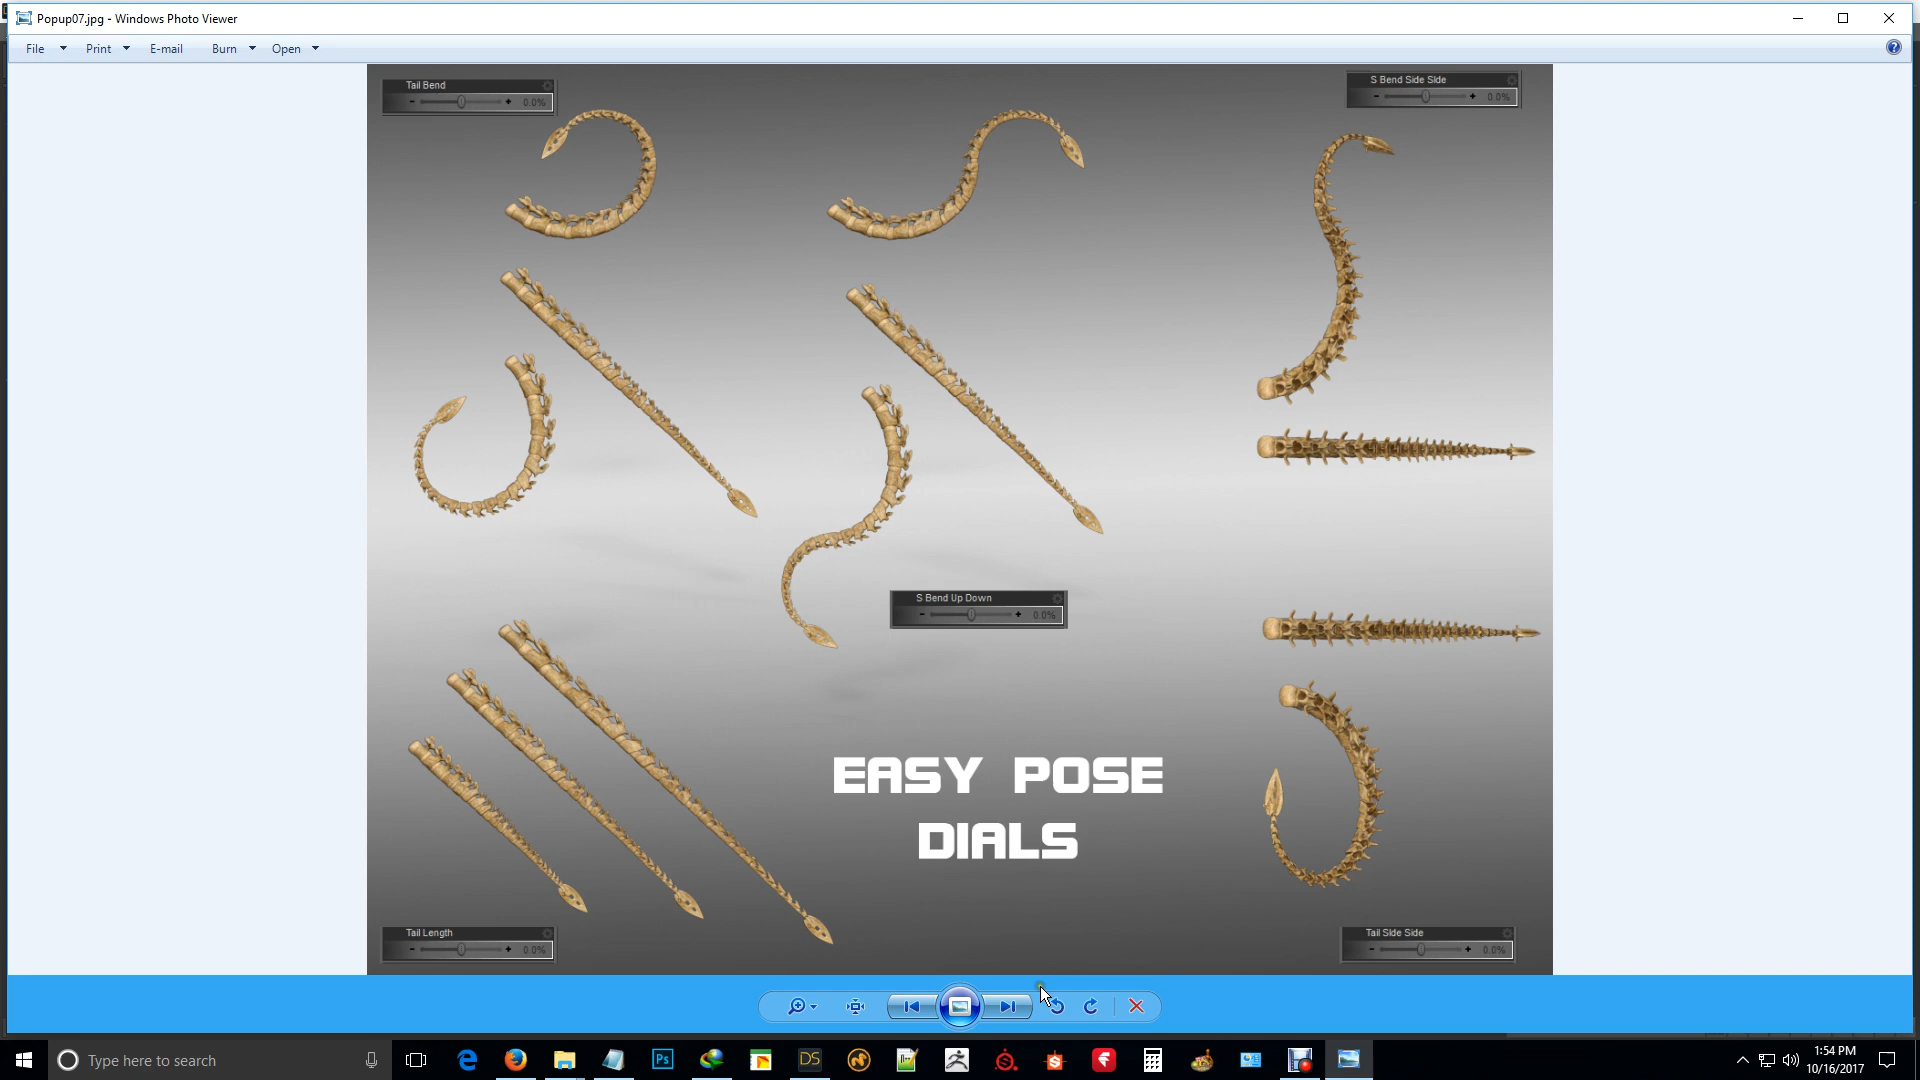 Popup07.jpg - Windows Photo Viewer
File Print E-mail Burn Open
Tail Bend
- + 0.0%
S Bend Side SIde
- + 0.0%
S Bend Up Down
- + 0.0%
EASY POSE
DIALS
Tail Length
- + 0.0%
Tail SIde Side
- + 0.0%
Type here to search
Ps
DS
1:54 PM
10/16/2017